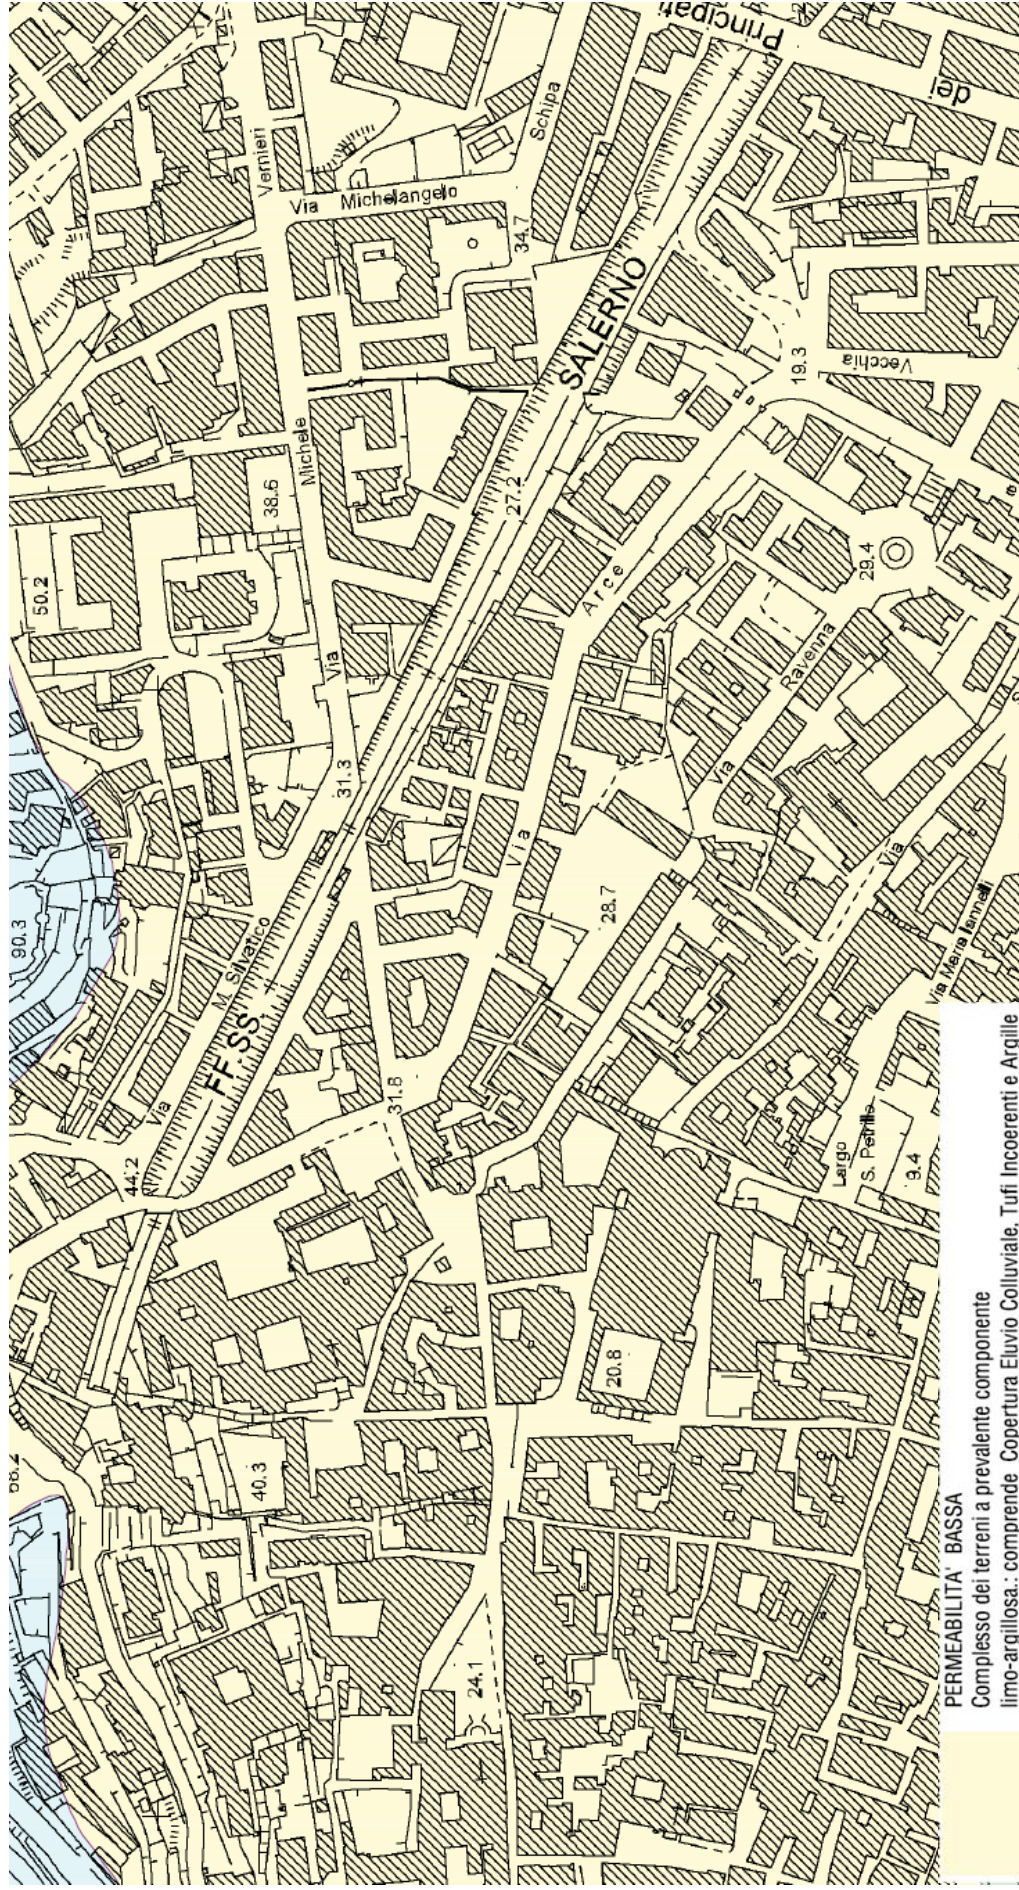 Principati
dei
Schipa
Vernieri
Via Michelangelo
34.7
SALERNO
19.3
Vecchia
Michele
38.6
27.2
50.2
Arce
29.4
Via
Ravenna
31.3
Via
Via
Via
90.3
28.7
M. Silvatico
Via
FF.SS.
31.8
44.2
Largo
S. Petrillo
9.4
20.8
40.3
24.1
PERMEABILITA' BASSA
Complesso dei terreni a prevalente componente
limo-argillosa.: comprende Copertura Eluvio Colluviale, Tufi Incoerenti e Argille